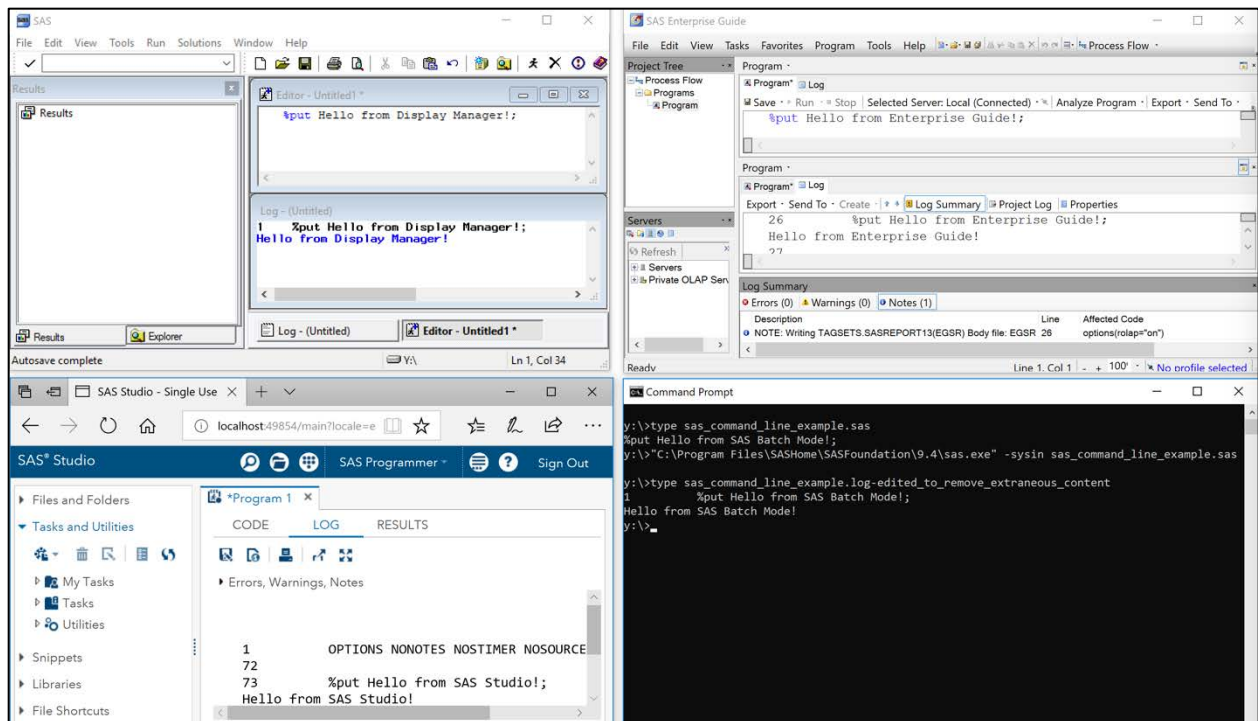 SAS
File Edit View Tools Run Solutions Window Help
Results
Results
Editor - Untitled1 *
%put Hello from Display Manager!;
Log - (Untitled)
1 %put Hello from Display Manager!;
Hello from Display Manager!
Results
Explorer
Log - (Untitled)
Editor - Untitled1 *
Autosave complete
Y:\
Ln 1, Col 34
SAS Enterprise Guide
File Edit View Tasks Favorites Program Tools Help
Process Flow
Project Tree
Process Flow
Programs
Program
Program
Program* Log
Save Run Stop Selected Server: Local (Connected) Analyze Program Export Send To
%put Hello from Enterprise Guide!;
Program
Program* Log
Export Send To Create Log Summary Project Log Properties
26 %put Hello from Enterprise Guide!;
Hello from Enterprise Guide!
27
Servers
Refresh
Servers
Private OLAP Serv
Log Summary
Errors (0) Warnings (0) Notes (1)
Description Line Affected Code
NOTE: Writing TAGSETS.SASREPORT13(EGSR) Body file: EGSR 26 options(rolap="on")
Ready
Line 1, Col 1 - + 100% No profile selected
SAS Studio - Single Use
localhost:49854/main?locale=e
SAS® Studio
SAS Programmer
Sign Out
Files and Folders
Tasks and Utilities
My Tasks
Tasks
Utilities
Snippets
Libraries
File Shortcuts
*Program 1
CODE LOG RESULTS
Errors, Warnings, Notes
1 OPTIONS NONOTES NOSTIMER NOSOURCE
72
73 %put Hello from SAS Studio!;
Hello from SAS Studio!
Command Prompt
y:\>type sas_command_line_example.sas
%put Hello from SAS Batch Mode!;
y:\>"C:\Program Files\SASHome\SASFoundation\9.4\sas.exe" -sysin sas_command_line_example.sas
y:\>type sas_command_line_example.log-edited_to_remove_extraneous_content
1 %put Hello from SAS Batch Mode!;
Hello from SAS Batch Mode!
y:\>